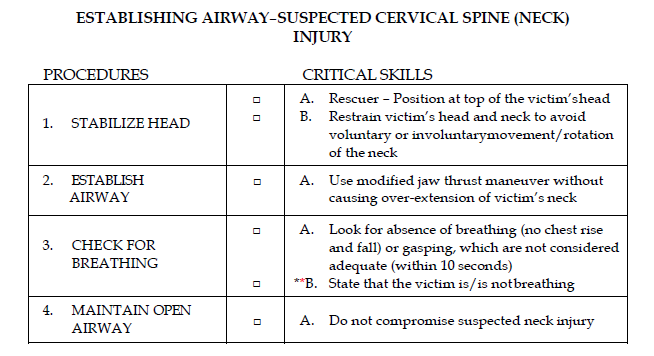 ESTABLISHING AIRWAY–SUSPECTED CERVICAL SPINE (NECK)
INJURY
PROCEDURES CRITICAL SKILLS
1. STABILIZE HEAD
□ A. Rescuer – Position at top of the victim'shead
□ B. Restrain victim's head and neck to avoid
voluntary or involuntarymovement/rotation
of the neck
2. ESTABLISH
AIRWAY
□ A. Use modified jaw thrust maneuver without
causing over-extension of victim's neck
3. CHECK FOR
BREATHING
□ A. Look for absence of breathing (no chest rise
and fall) or gasping, which are not considered
adequate (within 10 seconds)
□ **B. State that the victim is/is notbreathing
4. MAINTAIN OPEN
AIRWAY
□ A. Do not compromise suspected neck injury